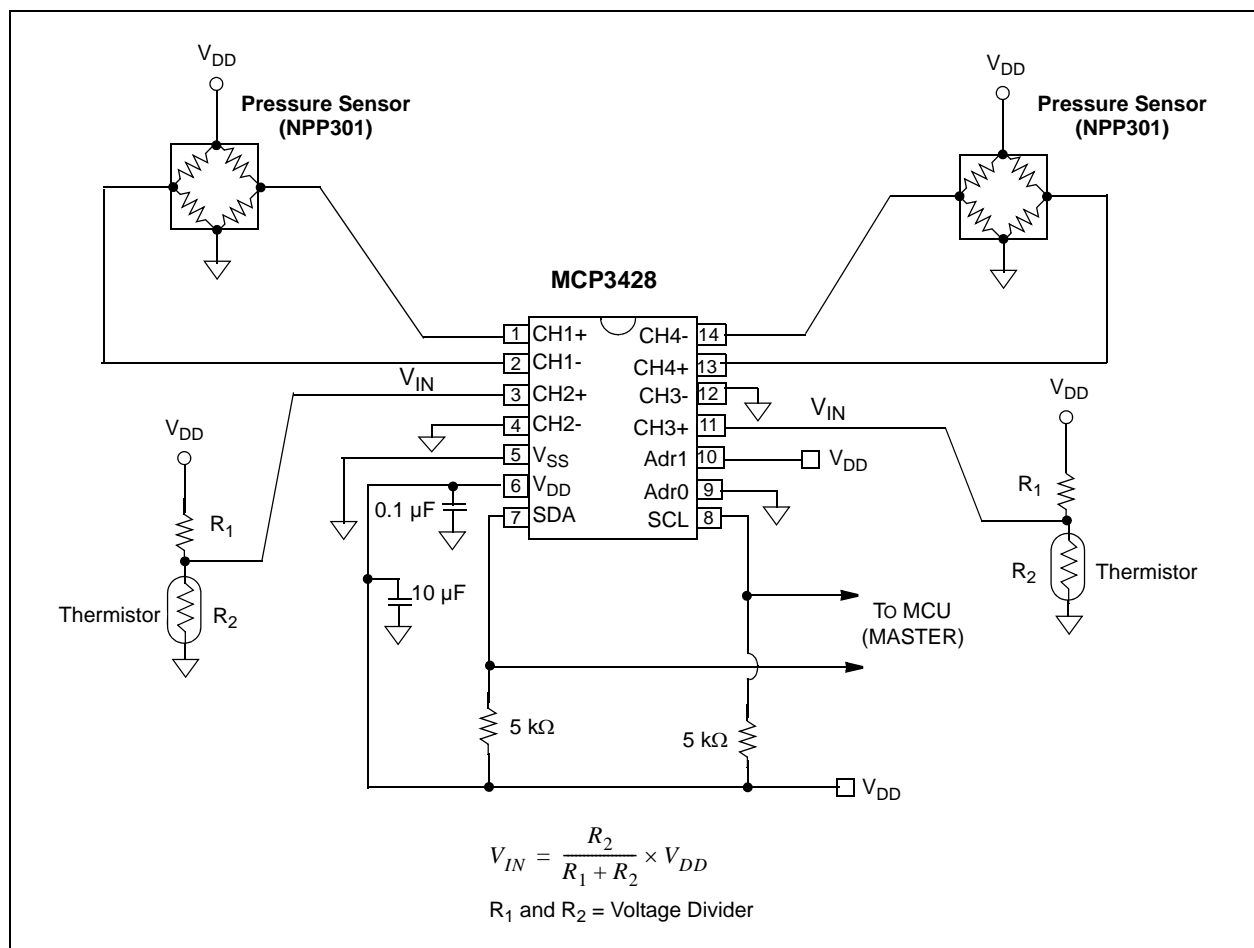 VDD
Pressure Sensor
(NPP301)
VDD
Pressure Sensor
(NPP301)
MCP3428
1 CH1+
CH4- 14
2 CH1-
CH4+ 13
VIN
3 CH2+
CH3- 12
4 CH2-
CH3+ 11
VIN
5 VSS
Adr1 10
VDD
6 VDD
Adr0 9
7 SDA
SCL 8
VDD
R1
Thermistor
R2
0.1 µF
10 µF
VDD
R1
R2
Thermistor
TO MCU
(MASTER)
5 kΩ
5 kΩ
VDD
VIN = R2 / (R1 + R2) × VDD
R1 and R2 = Voltage Divider